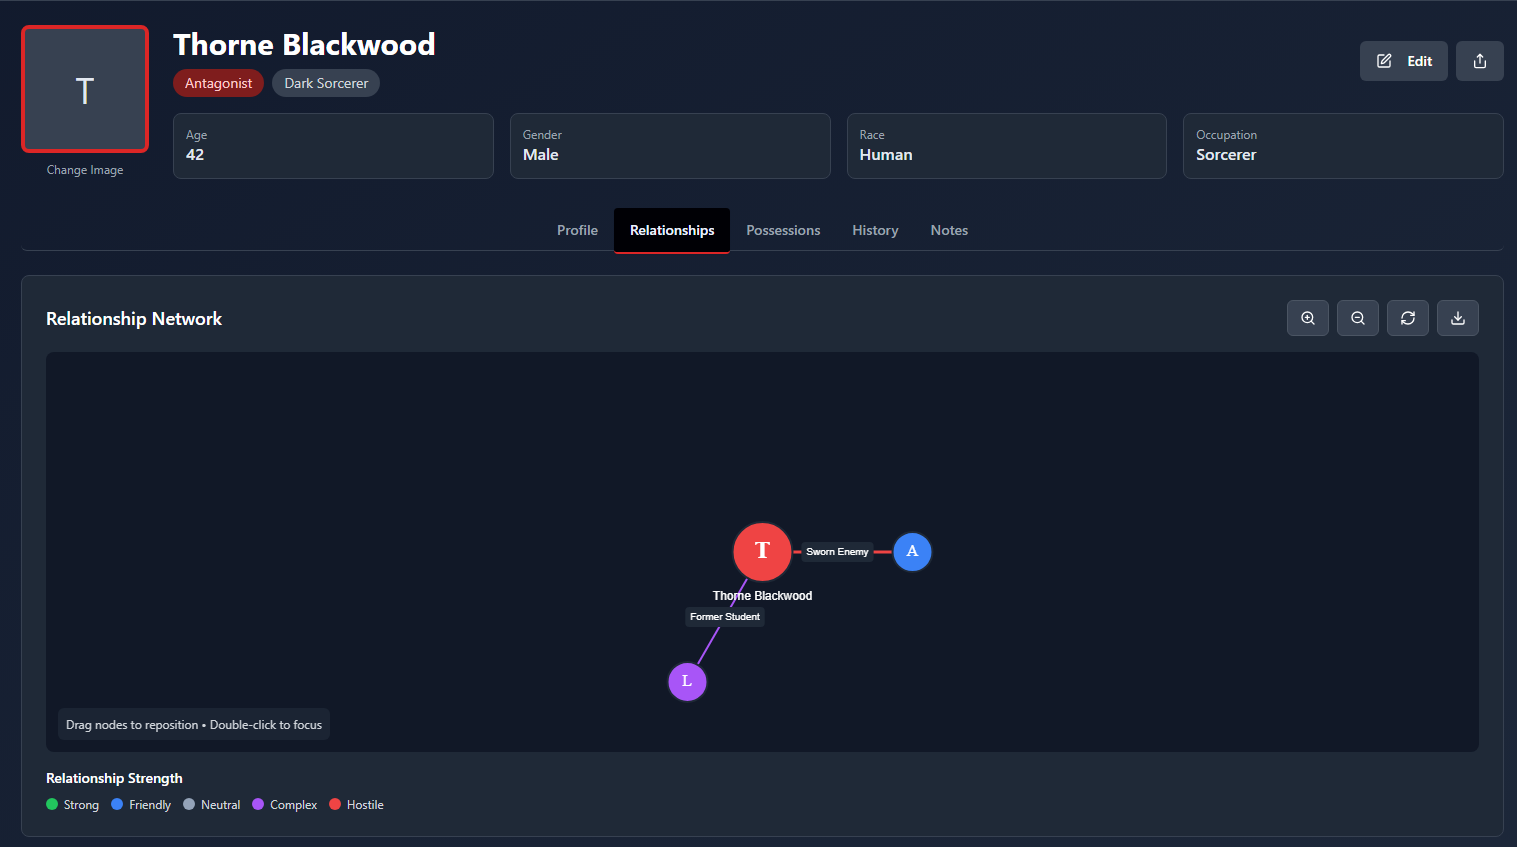 T
Thorne Blackwood
Antagonist
Dark Sorcerer
Edit
Change Image
Age
42
Gender
Male
Race
Human
Occupation
Sorcerer
Profile
Relationships
Possessions
History
Notes
Relationship Network
T
Sworn Enemy
A
Thorne Blackwood
Former Student
L
Drag nodes to reposition • Double-click to focus
Relationship Strength
Strong
Friendly
Neutral
Complex
Hostile